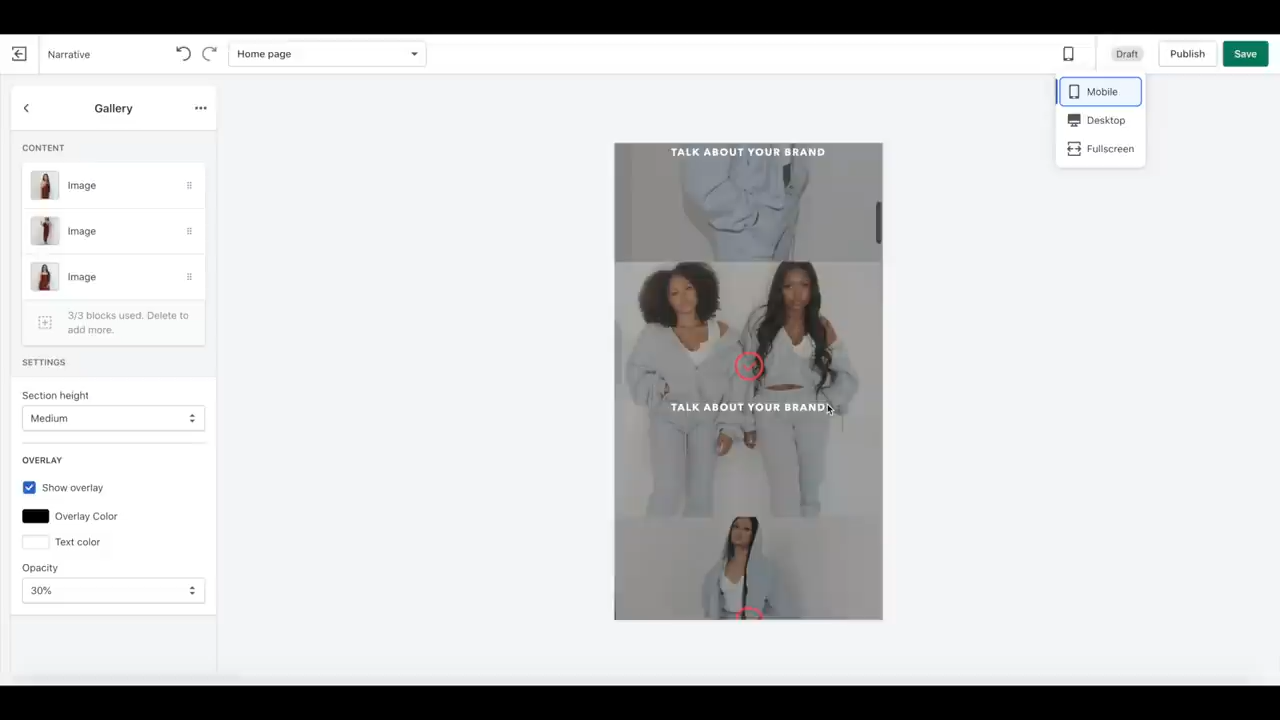 Narrative
Home page
Draft
Publish
Save
Mobile
Desktop
Fullscreen
Gallery
CONTENT
Image
Image
Image
3/3 blocks used. Delete to
add more.
SETTINGS
Section height
Medium
OVERLAY
Show overlay
Overlay Color
Text color
Opacity
30%
TALK ABOUT YOUR BRAND
TALK ABOUT YOUR BRAND